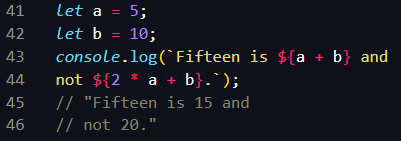 41 let a = 5;
42 let b = 10;
43 console.log(`Fifteen is ${a + b} and
44 not ${2 * a + b}.`);
45 // "Fifteen is 15 and
46 // not 20."